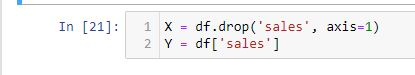 In [21]:
1 X = df.drop('sales', axis=1)
2 Y = df['sales']